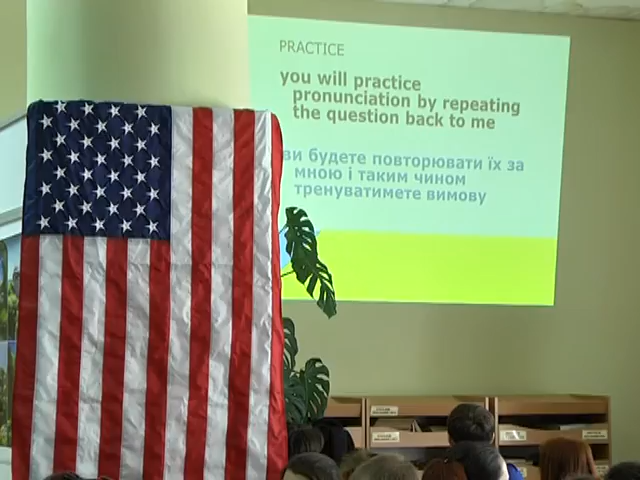 PRACTICE
you will practice
pronunciation by repeating
the question back to me
ви будете повторювати їх за
мною і таким чином
тренуватимете вимову